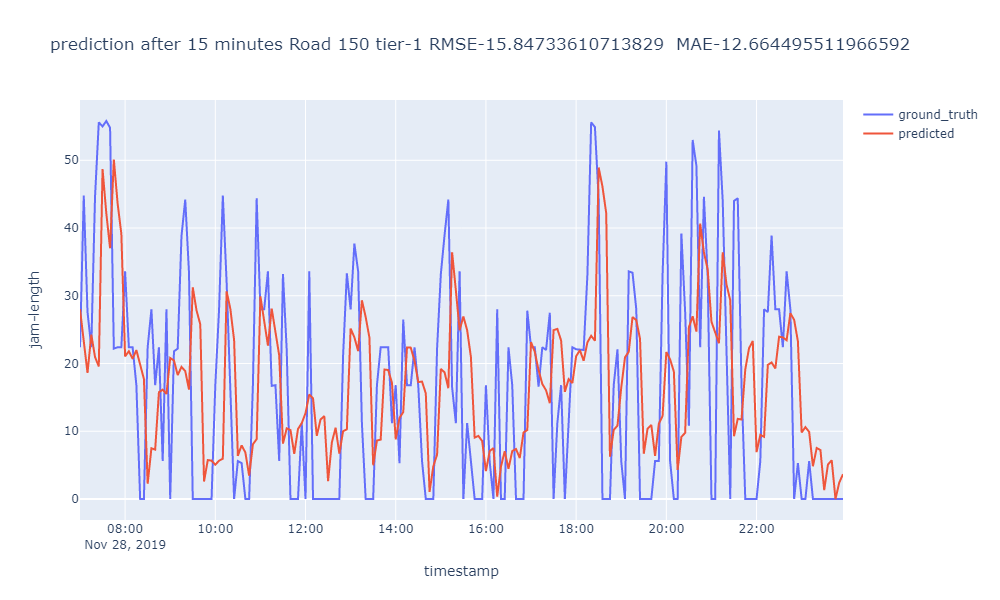 prediction after 15 minutes Road 150 tier-1 RMSE-15.84733610713829  MAE-12.664495511966592
ground_truth
predicted
50
40
30
20
10
0
jam-length
08:00 10:00 12:00 14:00 16:00 18:00 20:00 22:00
Nov 28, 2019
timestamp